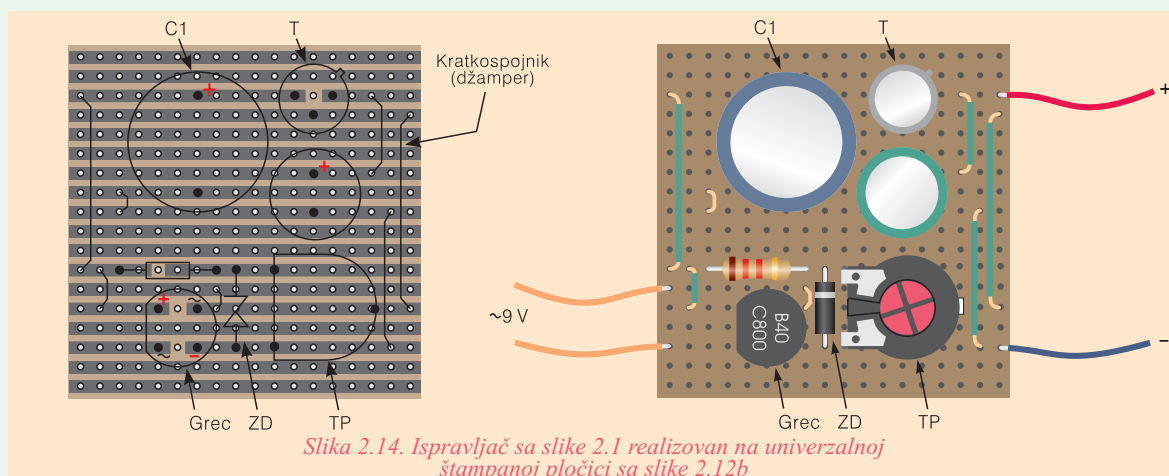 C1
T
Kratkospojnik
(džamper)
+
+
+
~
~
−
Grec
ZD
TP
C1
T
+
~9 V
B40
C800
−
Grec
ZD
TP
Slika 2.14. Ispravljač sa slike 2.1 realizovan na univerzalnoj
štampanoj pločici sa slike 2.12b